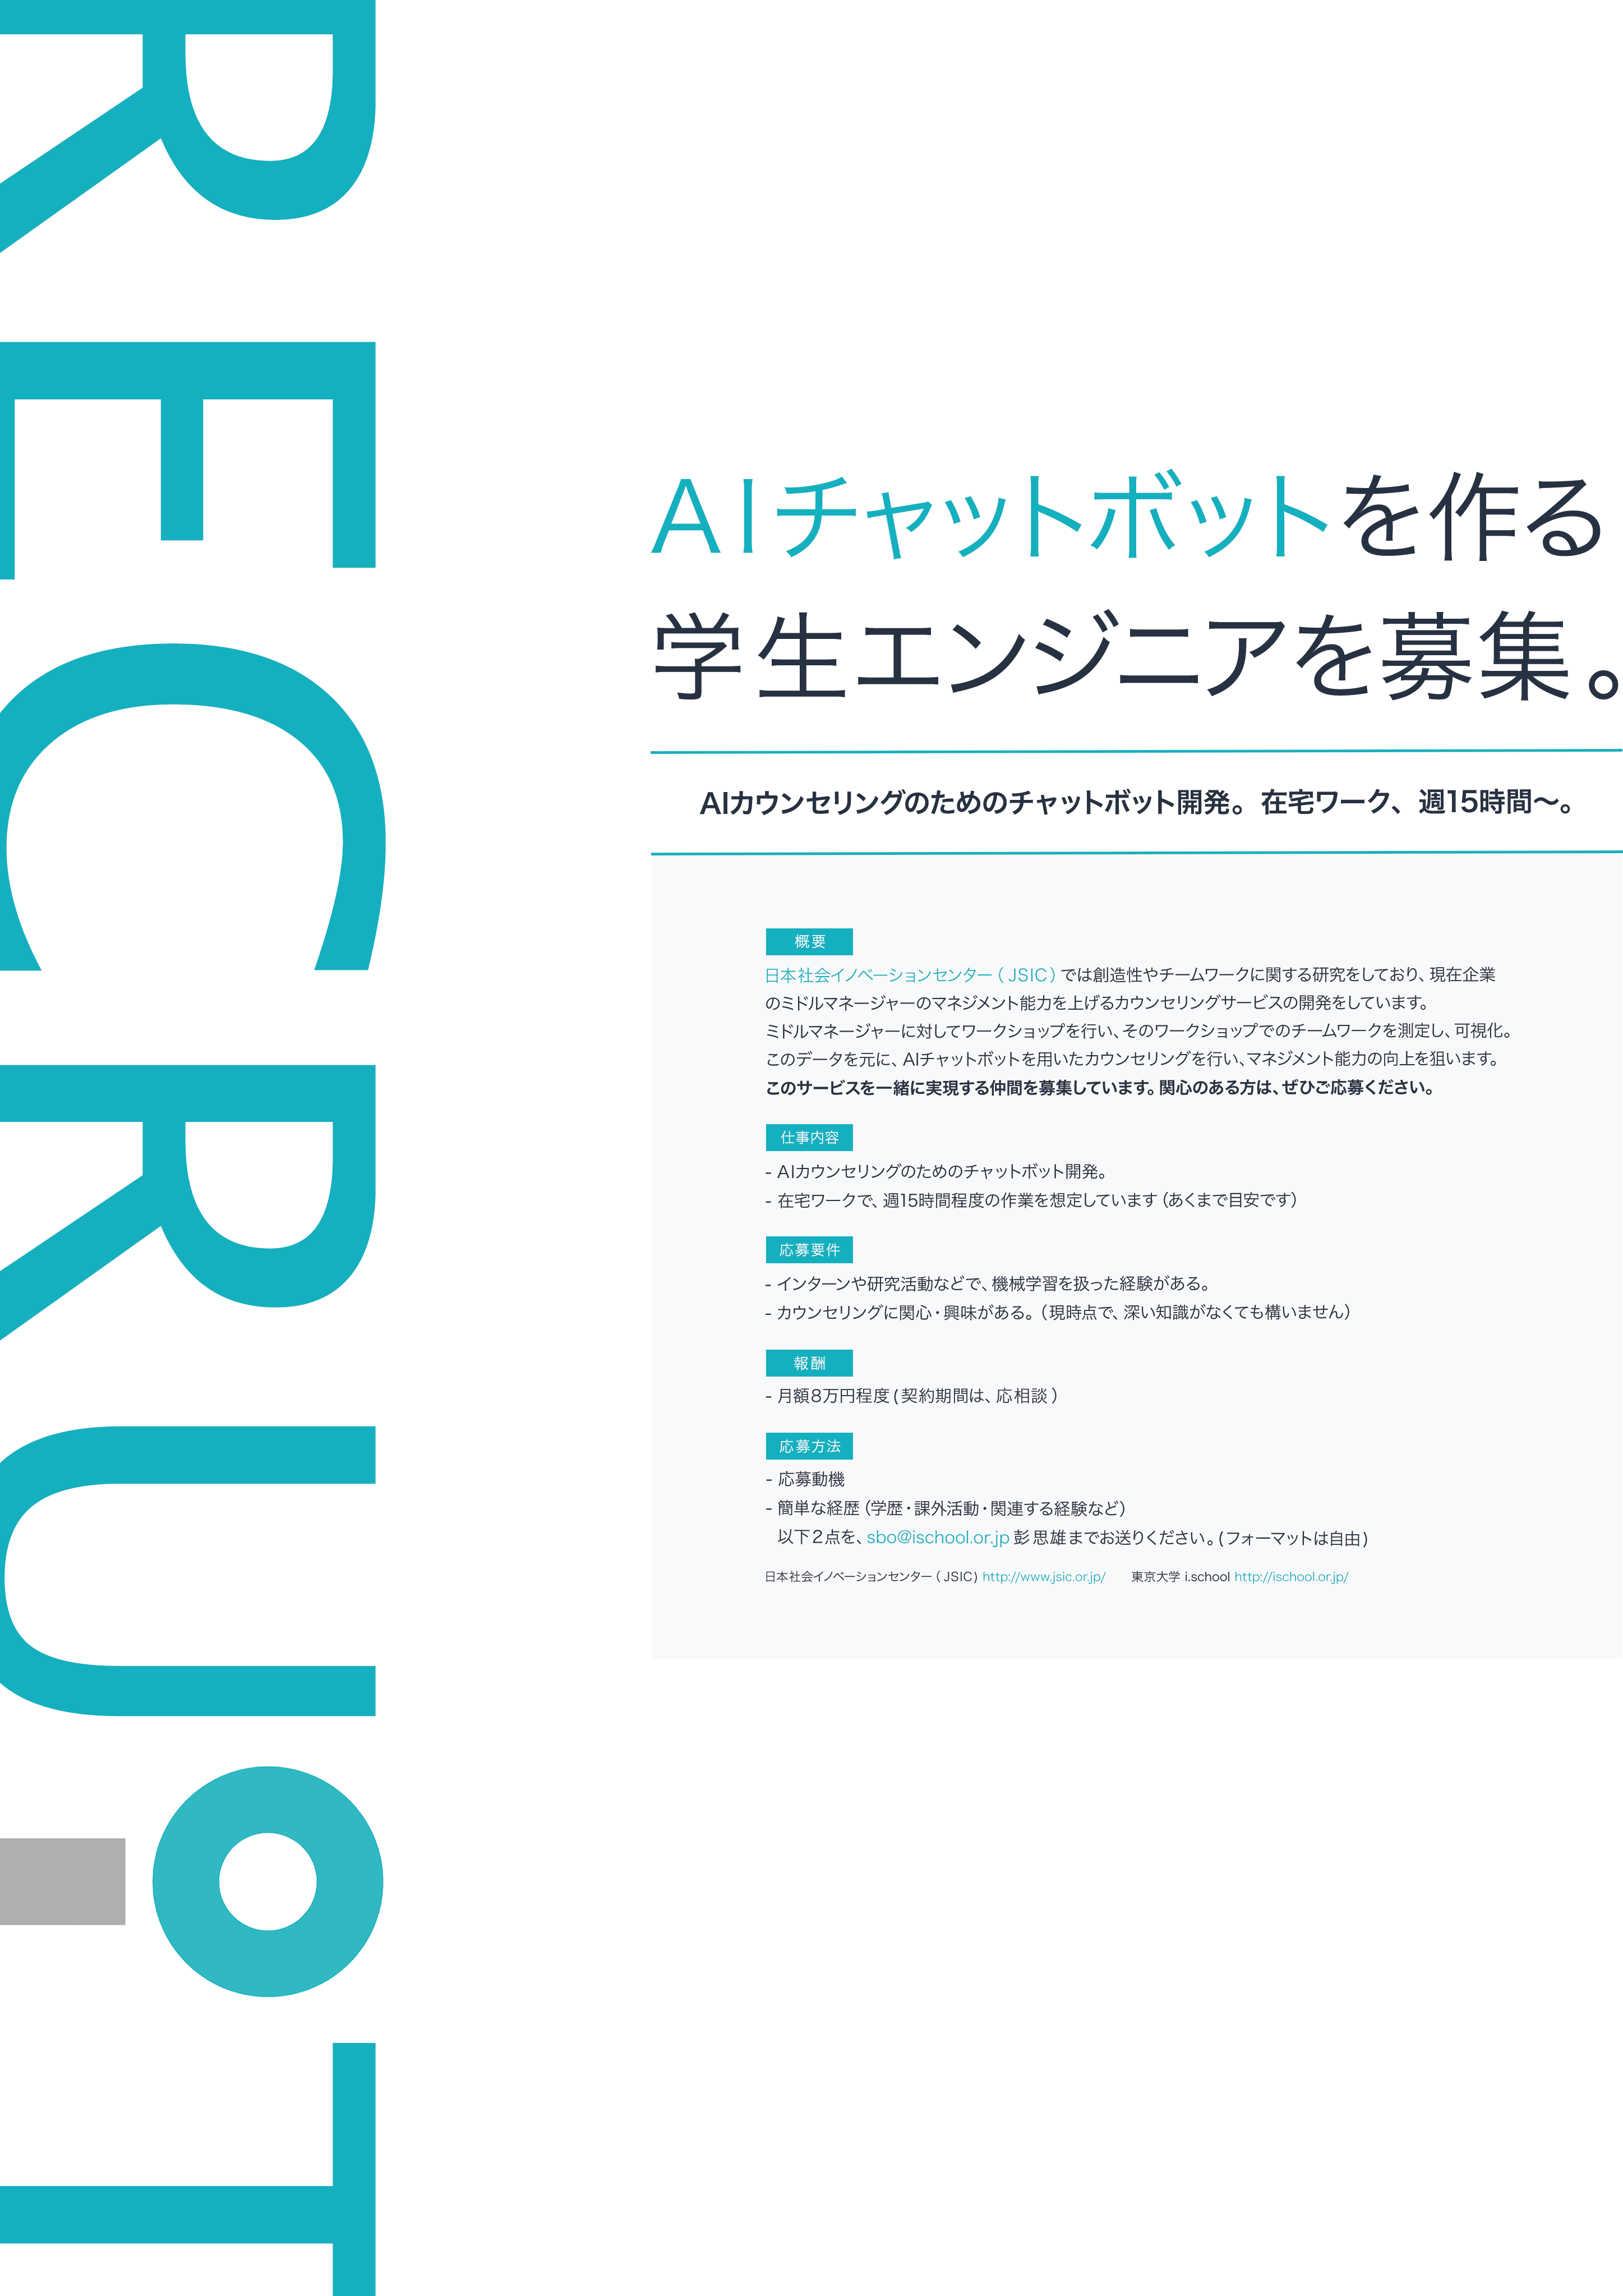 RECRUiT
AIチャットボットを作る
学生エンジニアを募集。
AIカウンセリングのためのチャットボット開発。在宅ワーク、週15時間〜。
概要
日本社会イノベーションセンター（JSIC）では創造性やチームワークに関する研究をしており、現在企業
のミドルマネージャーのマネジメント能力を上げるカウンセリングサービスの開発をしています。
ミドルマネージャーに対してワークショップを行い、そのワークショップでのチームワークを測定し、可視化。
このデータを元に、AIチャットボットを用いたカウンセリングを行い、マネジメント能力の向上を狙います。
このサービスを一緒に実現する仲間を募集しています。関心のある方は、ぜひご応募ください。
仕事内容
- AIカウンセリングのためのチャットボット開発。
- 在宅ワークで、週15時間程度の作業を想定しています（あくまで目安です）
応募要件
- インターンや研究活動などで、機械学習を扱った経験がある。
- カウンセリングに関心・興味がある。（現時点で、深い知識がなくても構いません）
報酬
- 月額8万円程度(契約期間は、応相談）
応募方法
- 応募動機
- 簡単な経歴（学歴・課外活動・関連する経験など）
以下2点を、sbo@ischool.or.jp 彭思雄までお送りください。(フォーマットは自由)
日本社会イノベーションセンター（JSIC) http://www.jsic.or.jp/ 東京大学 i.school http://ischool.or.jp/